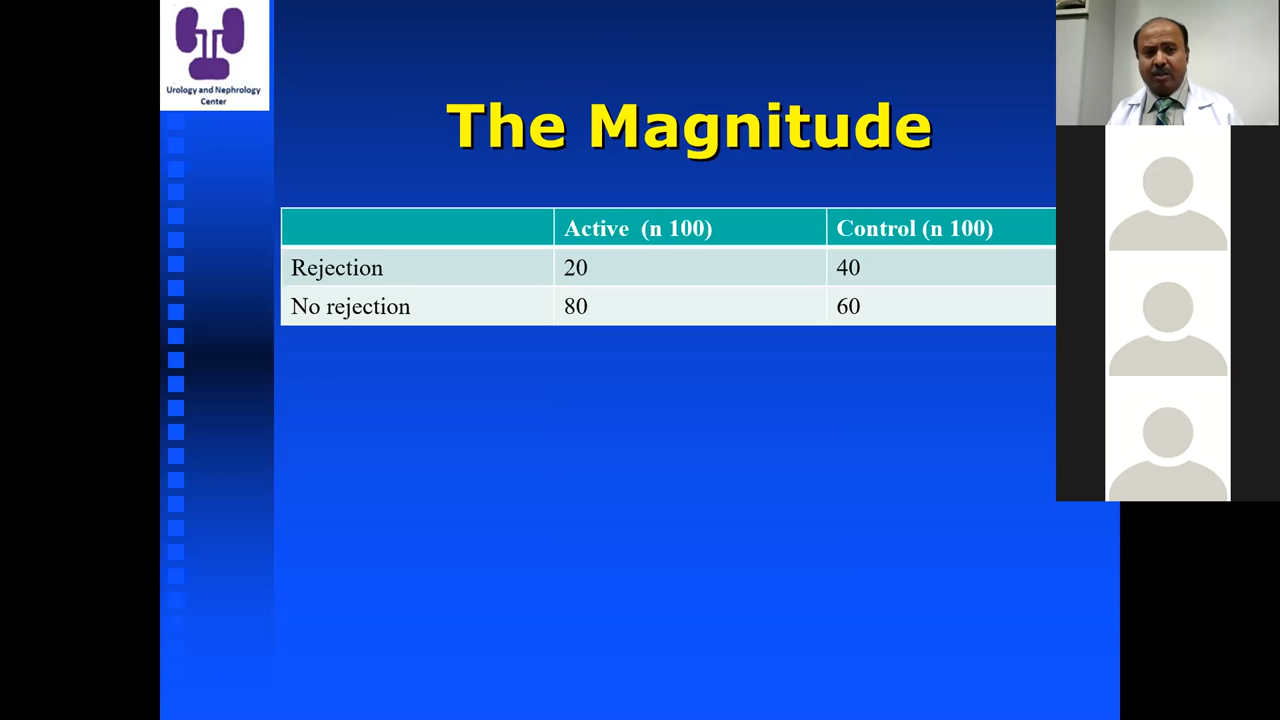 Urology and Nephrology
Center
The Magnitude
Active (n 100) Control (n 100)
Rejection 20 40
No rejection 80 60